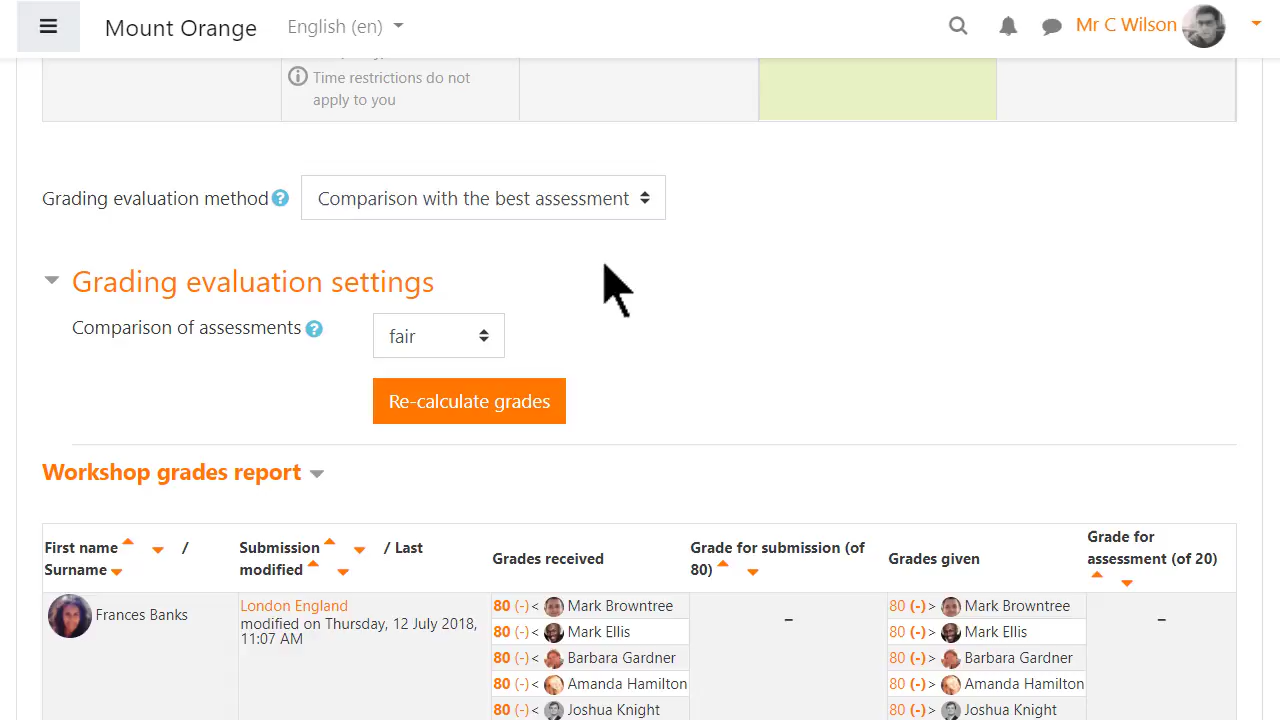 Mount Orange
English (en)
Mr C Wilson
Time restrictions do not
apply to you
Grading evaluation method
Comparison with the best assessment
Grading evaluation settings
Comparison of assessments
fair
Re-calculate grades
Workshop grades report
First name / Surname
Submission / Last modified
Grades received
Grade for submission (of 80)
Grades given
Grade for assessment (of 20)
Frances Banks
London England
modified on Thursday, 12 July 2018,
11:07 AM
80 (-)< Mark Browntree
80 (-)< Mark Ellis
80 (-)< Barbara Gardner
80 (-)< Amanda Hamilton
80 (-)< Joshua Knight
-
80 (-)> Mark Browntree
80 (-)> Mark Ellis
80 (-)> Barbara Gardner
80 (-)> Amanda Hamilton
80 (-)> Joshua Knight
-